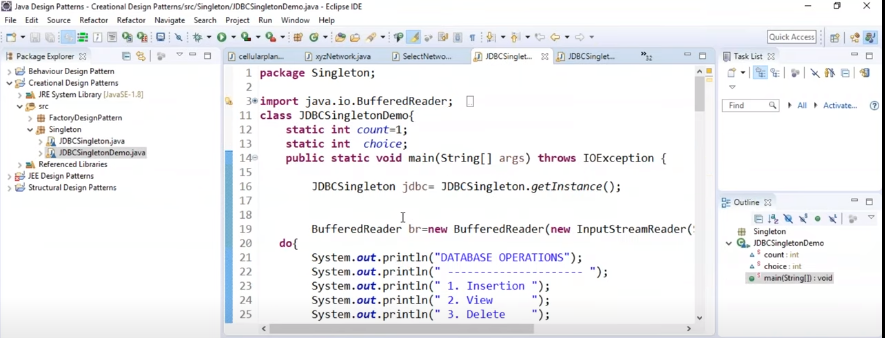 Java Design Patterns - Creational Design Patterns/src/Singleton/JDBCSingletonDemo.java - Eclipse IDE
File Edit Source Refactor Refactor Navigate Search Project Run Window Help
Quick Access
Package Explorer
Behaviour Design Pattern
Creational Design Patterns
JRE System Library [JavaSE-1.8]
src
FactoryDesignPattern
Singleton
JDBCSingleton.java
JDBCSingletonDemo.java
Referenced Libraries
JEE Design Patterns
Structural Design Patterns
cellularplan... xyzNetwork.java SelectNetwo... JDBCSinglet... JDBCSinglet...
1 package Singleton;
2
3 import java.io.BufferedReader;
11 class JDBCSingletonDemo{
12 static int count=1;
13 static int choice;
14 public static void main(String[] args) throws IOException {
15
16 JDBCSingleton jdbc= JDBCSingleton.getInstance();
17
18
19 BufferedReader br=new BufferedReader(new InputStreamReader(S
20 do{
21 System.out.println("DATABASE OPERATIONS");
22 System.out.println(" --------------------- ");
23 System.out.println(" 1. Insertion ");
24 System.out.println(" 2. View ");
25 System.out.println(" 3. Delete ");
Task List
Find All Activate...
Outline
Singleton
JDBCSingletonDemo
count : int
choice : int
main(String[]) : void